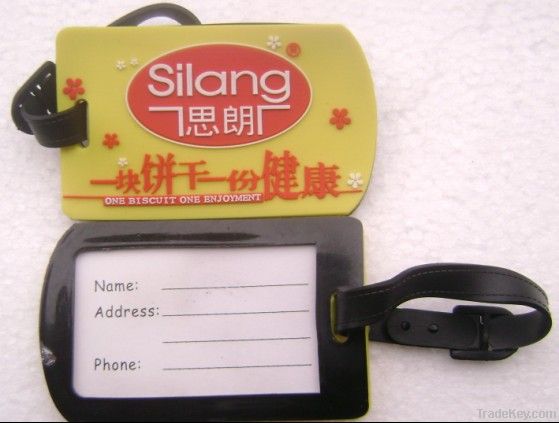 Silang®
思朗
一块饼干一份健康
ONE BISCUIT ONE ENJOYMENT
Name:
Address:
Phone:
TradeKey.com